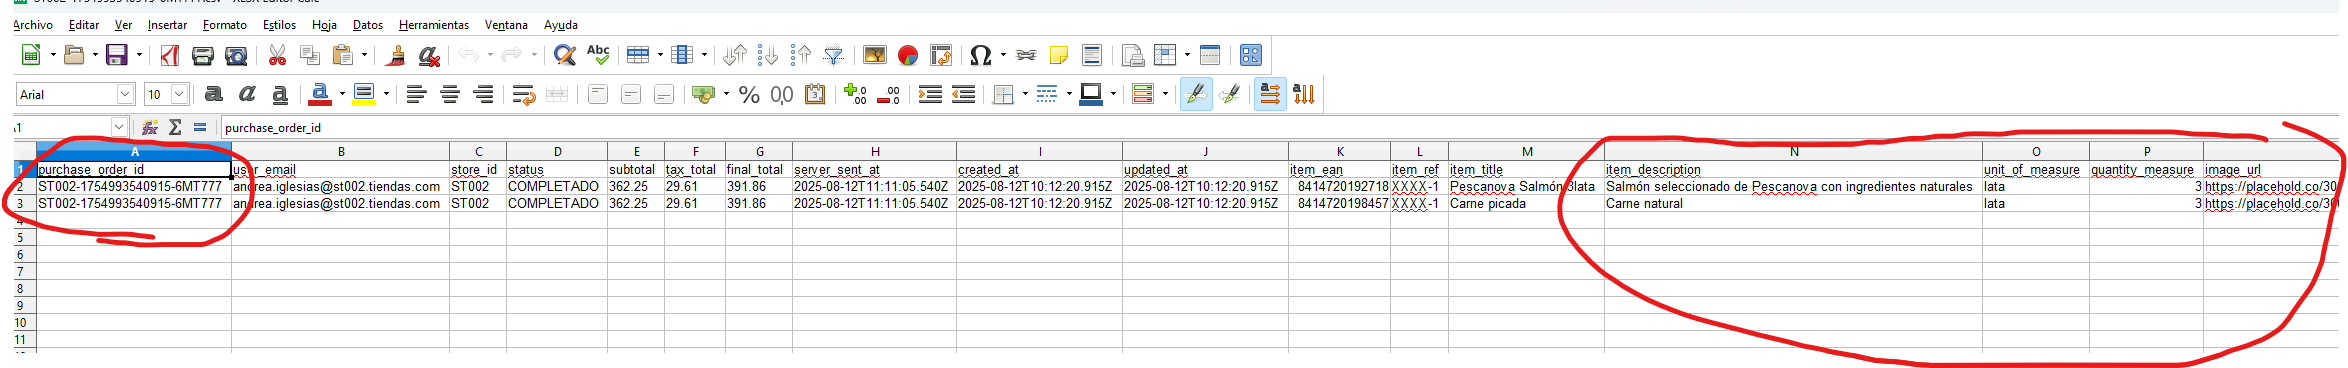 Archivo Editar Ver Insertar Formato Estilos Hoja Datos Herramientas Ventana Ayuda
Abc
Arial 10
purchase_order_id
A B C D E F G H I J K L M N O P Q
1 purchase_order_id user_email store_id status subtotal tax_total final_total server_sent_at created_at updated_at item_ean item_ref item_title item_description unit_of_measure quantity_measure image_url
2 ST002-1754993540915-6MT777 andrea.iglesias@st002.tiendas.com ST002 COMPLETADO 362.25 29.61 391.86 2025-08-12T11:11:05.540Z 2025-08-12T10:12:20.915Z 2025-08-12T10:12:20.915Z 8414720192718 XXXX-1 Pescanova Salmón 3lata Salmón seleccionado de Pescanova con ingredientes naturales lata 3 https://placehold.co/30
3 ST002-1754993540915-6MT777 andrea.iglesias@st002.tiendas.com ST002 COMPLETADO 362.25 29.61 391.86 2025-08-12T11:11:05.540Z 2025-08-12T10:12:20.915Z 2025-08-12T10:12:20.915Z 8414720198457 XXXX-1 Carne picada Carne natural lata 3 https://placehold.co/30
4
5
6
7
8
9
10
11